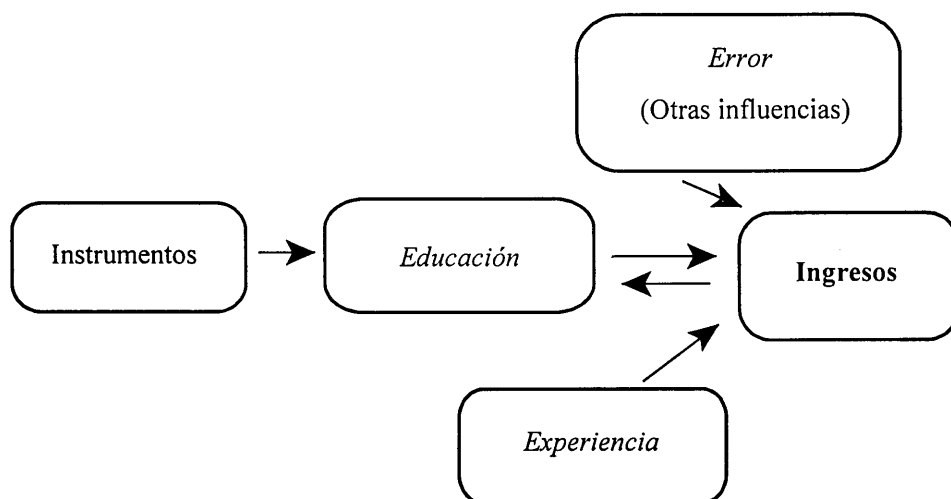 Error
(Otras influencias)
Instrumentos
Educación
Ingresos
Experiencia